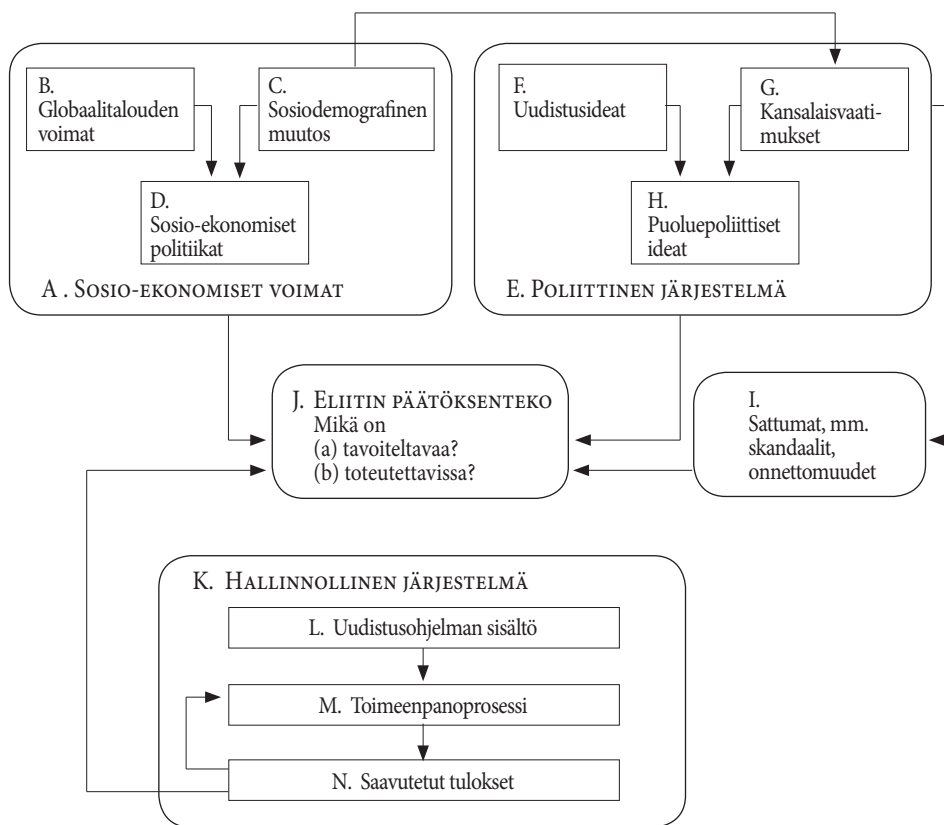 B.
Globaalitalouden
voimat
C.
Sosiodemografinen
muutos
D.
Sosio-ekonomiset
politiikat
A . Sosio-ekonomiset voimat
F.
Uudistusideat
G.
Kansalaisvaati-
mukset
H.
Puoluepoliittiset
ideat
E. Poliittinen järjestelmä
J. Eliitin päätöksenteko
Mikä on
(a) tavoiteltavaa?
(b) toteutettavissa?
I.
Sattumat, mm.
skandaalit,
onnettomuudet
K. Hallinnollinen järjestelmä
L. Uudistusohjelman sisältö
M. Toimeenpanoprosessi
N. Saavutetut tulokset